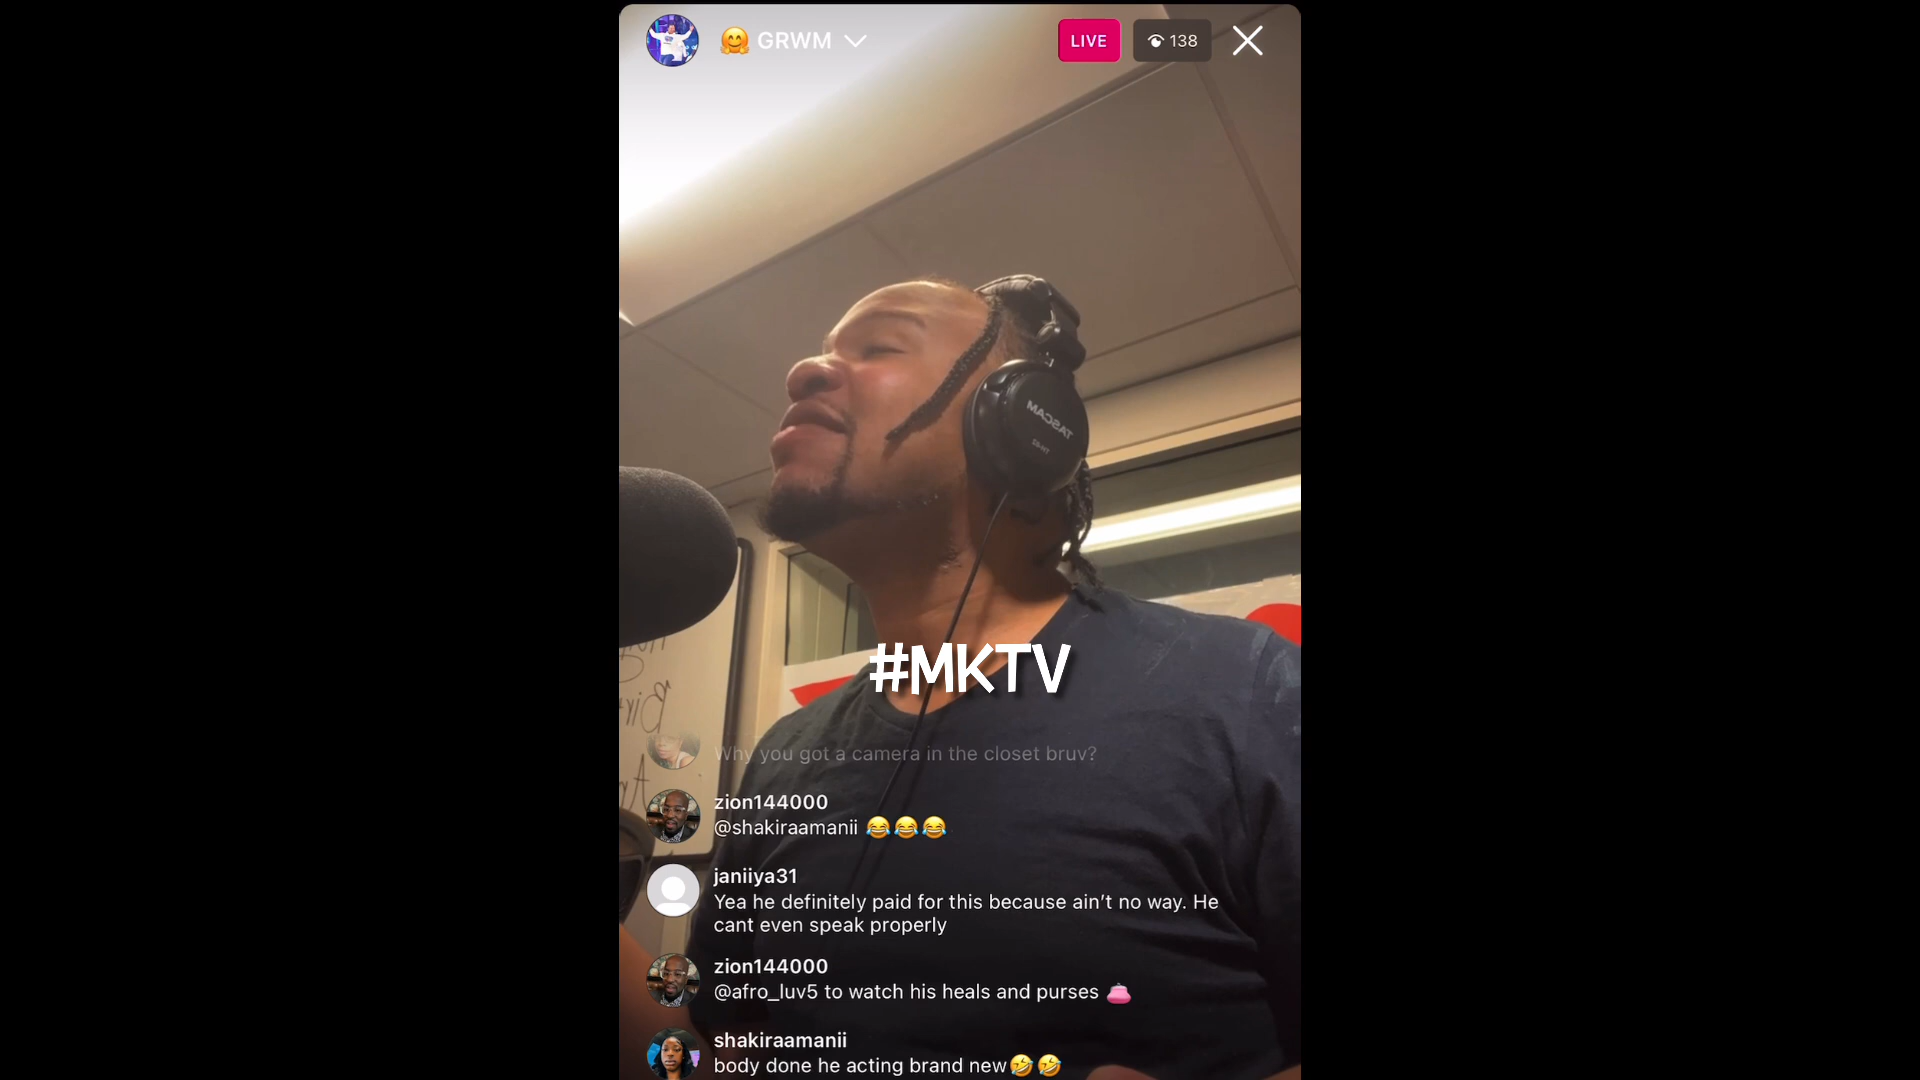 🤗 GRWM
LIVE
138
TASCAM
#MKTV
Why you got a camera in the closet bruv?
zion144000
@shakiraamanii 😂😂😂
janiiya31
Yea he definitely paid for this because ain’t no way. He
cant even speak properly
zion144000
@afro_luv5 to watch his heals and purses 👛
shakiraamanii
body done he acting brand new🤣🤣